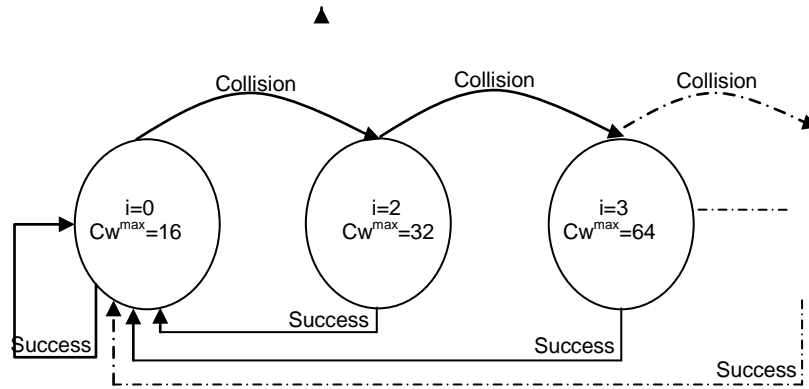 Collision
Collision
Collision
i=0
Cw^max=16
i=2
Cw^max=32
i=3
Cw^max=64
Success
Success
Success
Success